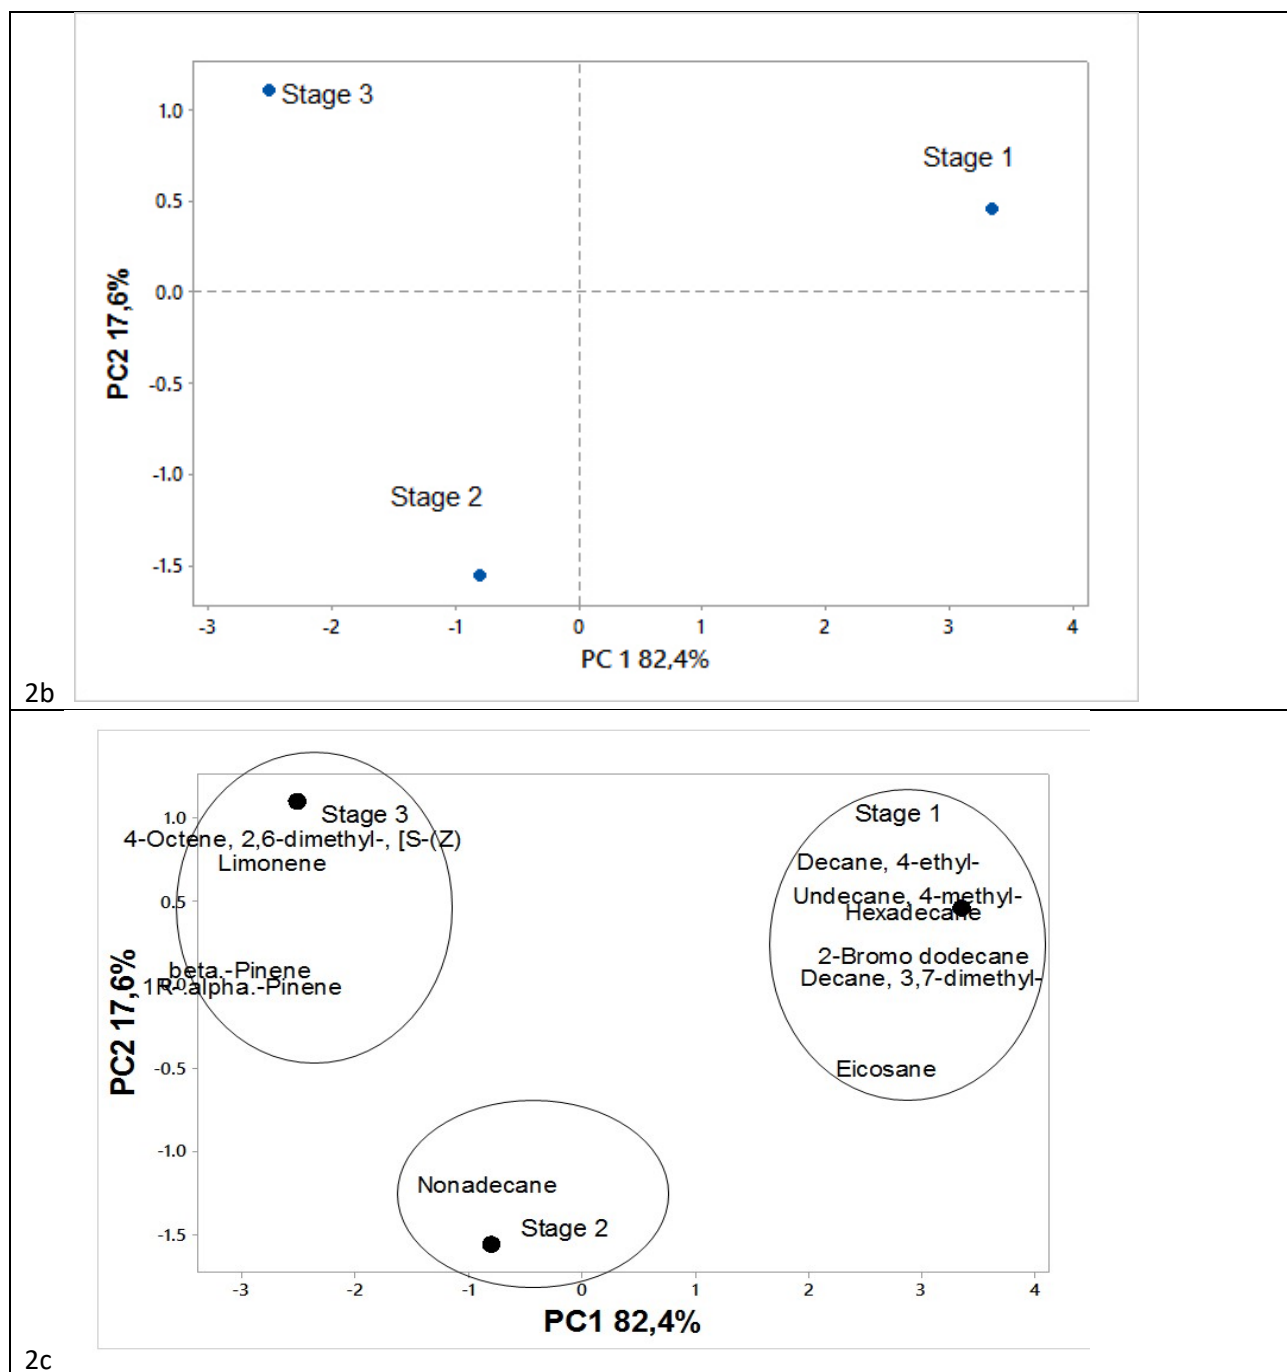 Stage 3
Stage 1
Stage 2
1.0
0.5
0.0
-0.5
-1.0
-1.5
PC2 17,6%
-3 -2 -1 0 1 2 3 4
PC 1 82,4%
2b
Stage 3
4-Octene, 2,6-dimethyl-, [S-(Z)
Limonene
beta.-Pinene
1R-.alpha.-Pinene
Stage 1
Decane, 4-ethyl-
Undecane, 4-methyl-
Hexadecane
2-Bromo dodecane
Decane, 3,7-dimethyl-
Eicosane
Nonadecane
Stage 2
1.0
0.5
0.0
-0.5
-1.0
-1.5
PC2 17,6%
-3 -2 -1 0 1 2 3 4
PC1 82,4%
2c